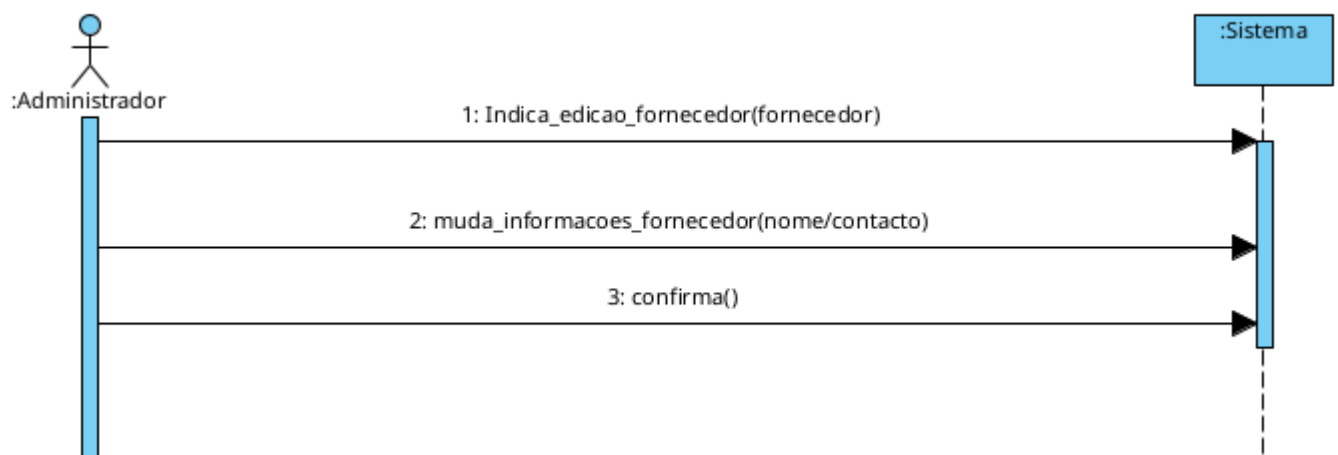 :Sistema
:Administrador
1: Indica_edicao_fornecedor(fornecedor)
2: muda_informacoes_fornecedor(nome/contacto)
3: confirma()